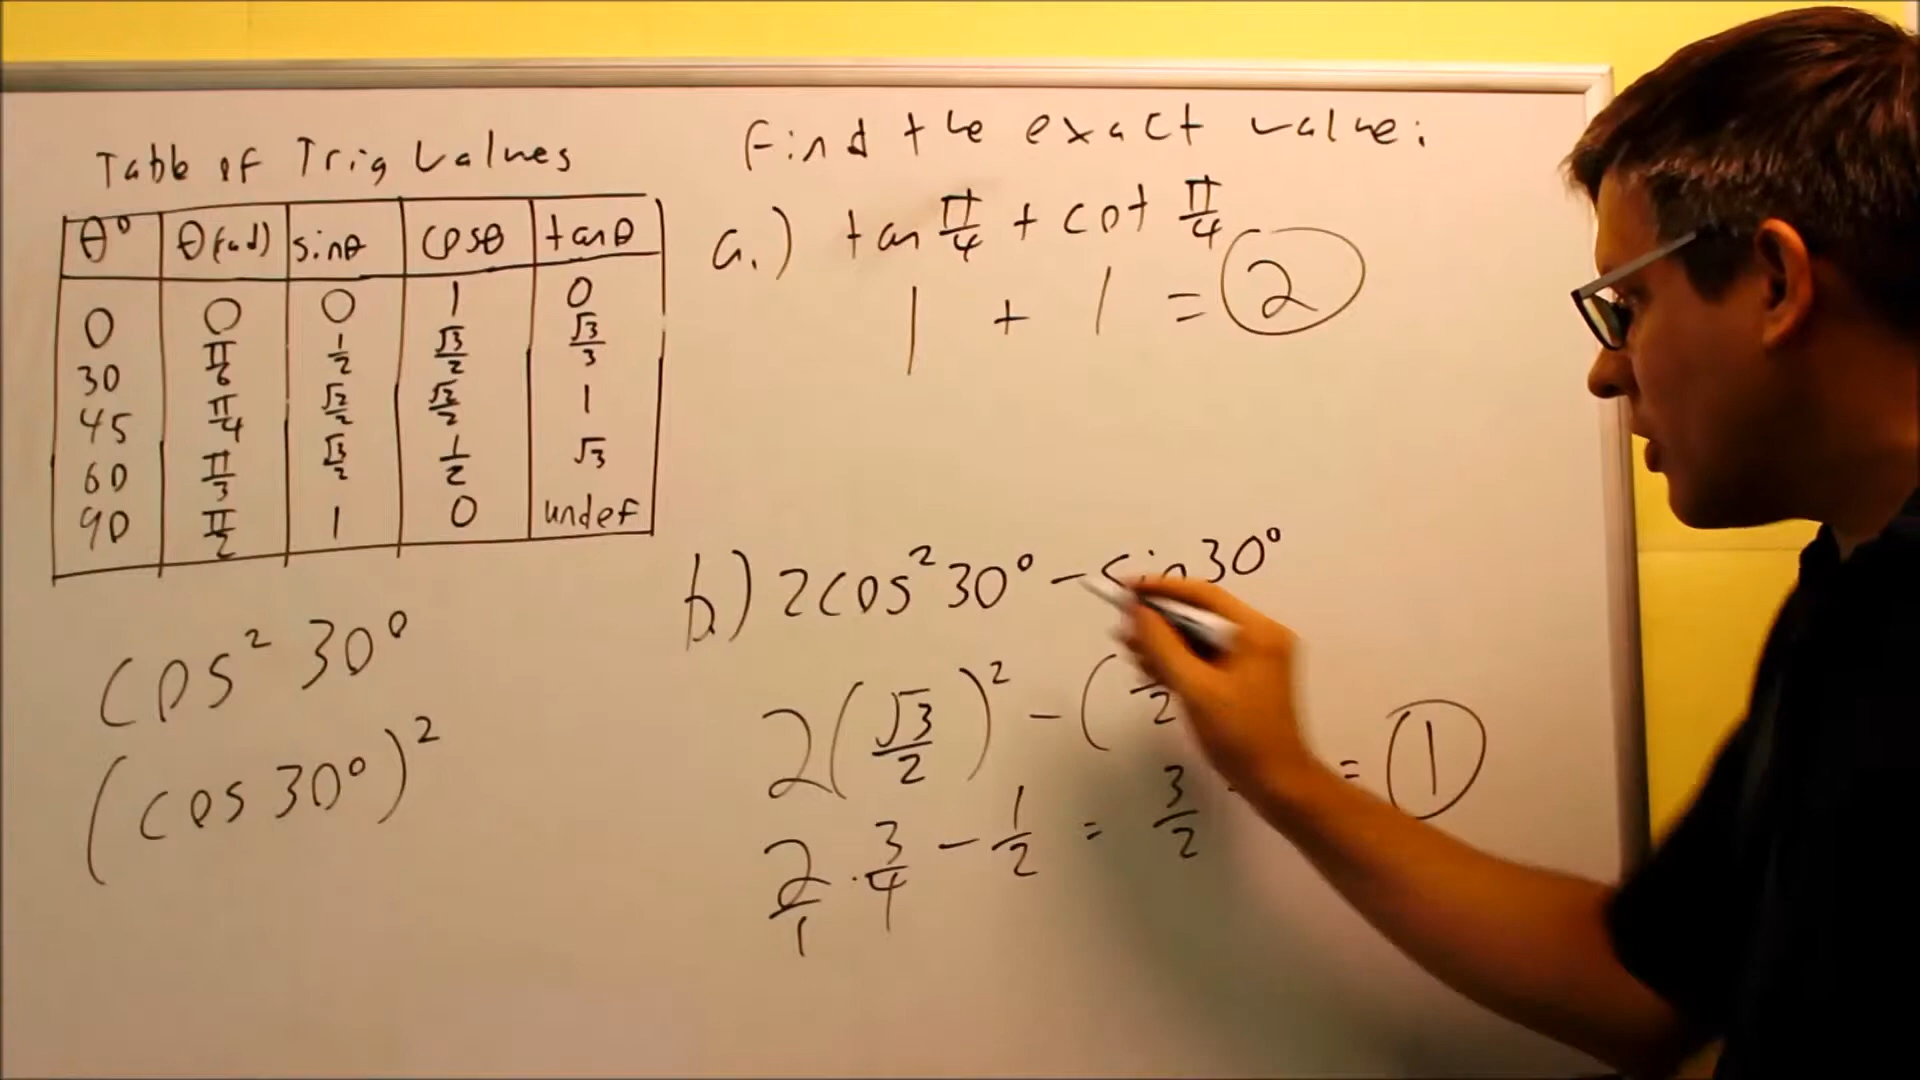 Table of Trig Values
θ° θ(rad) sinθ cosθ tanθ
0 0 0 1 0
30 π/6 1/2 √3/2 √3/3
45 π/4 √2/2 √2/2 1
60 π/3 √3/2 1/2 √3
90 π/2 1 0 undef
cos² 30°
(cos 30°)²
Find the exact value:
a.) tan π/4 + cot π/4
1 + 1 = 2
b.) 2cos² 30° - sin 30°
2(√3/2)² - (
2/1 · 3/4 - 1/2 = 3/2
= 1